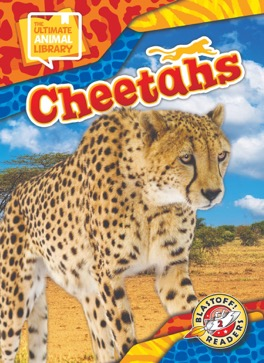 THE
ULTIMATE
ANIMAL
LIBRARY
Cheetahs
BLASTOFF!
2
READERS